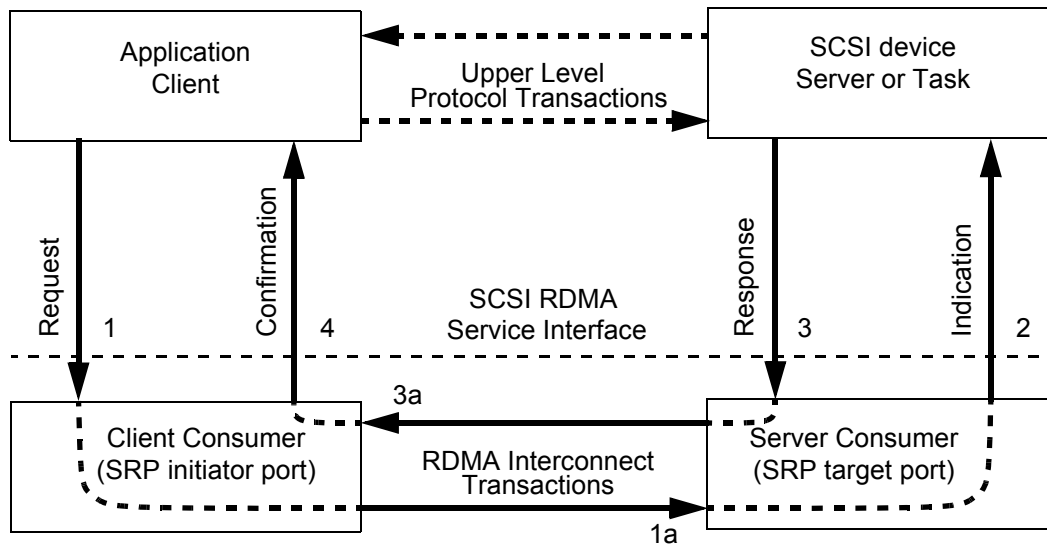 Application
Client
Upper Level
Protocol Transactions
SCSI device
Server or Task
Request
1
Confirmation
4
SCSI RDMA
Service Interface
Response
3
Indication
2
3a
Client Consumer
(SRP initiator port)
RDMA Interconnect
Transactions
1a
Server Consumer
(SRP target port)